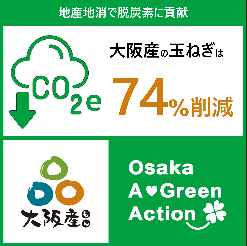 地産地消で脱炭素に貢献
CO2e
大阪産の玉ねぎは
74%削減
大阪産
Osaka
A♥Green
Action